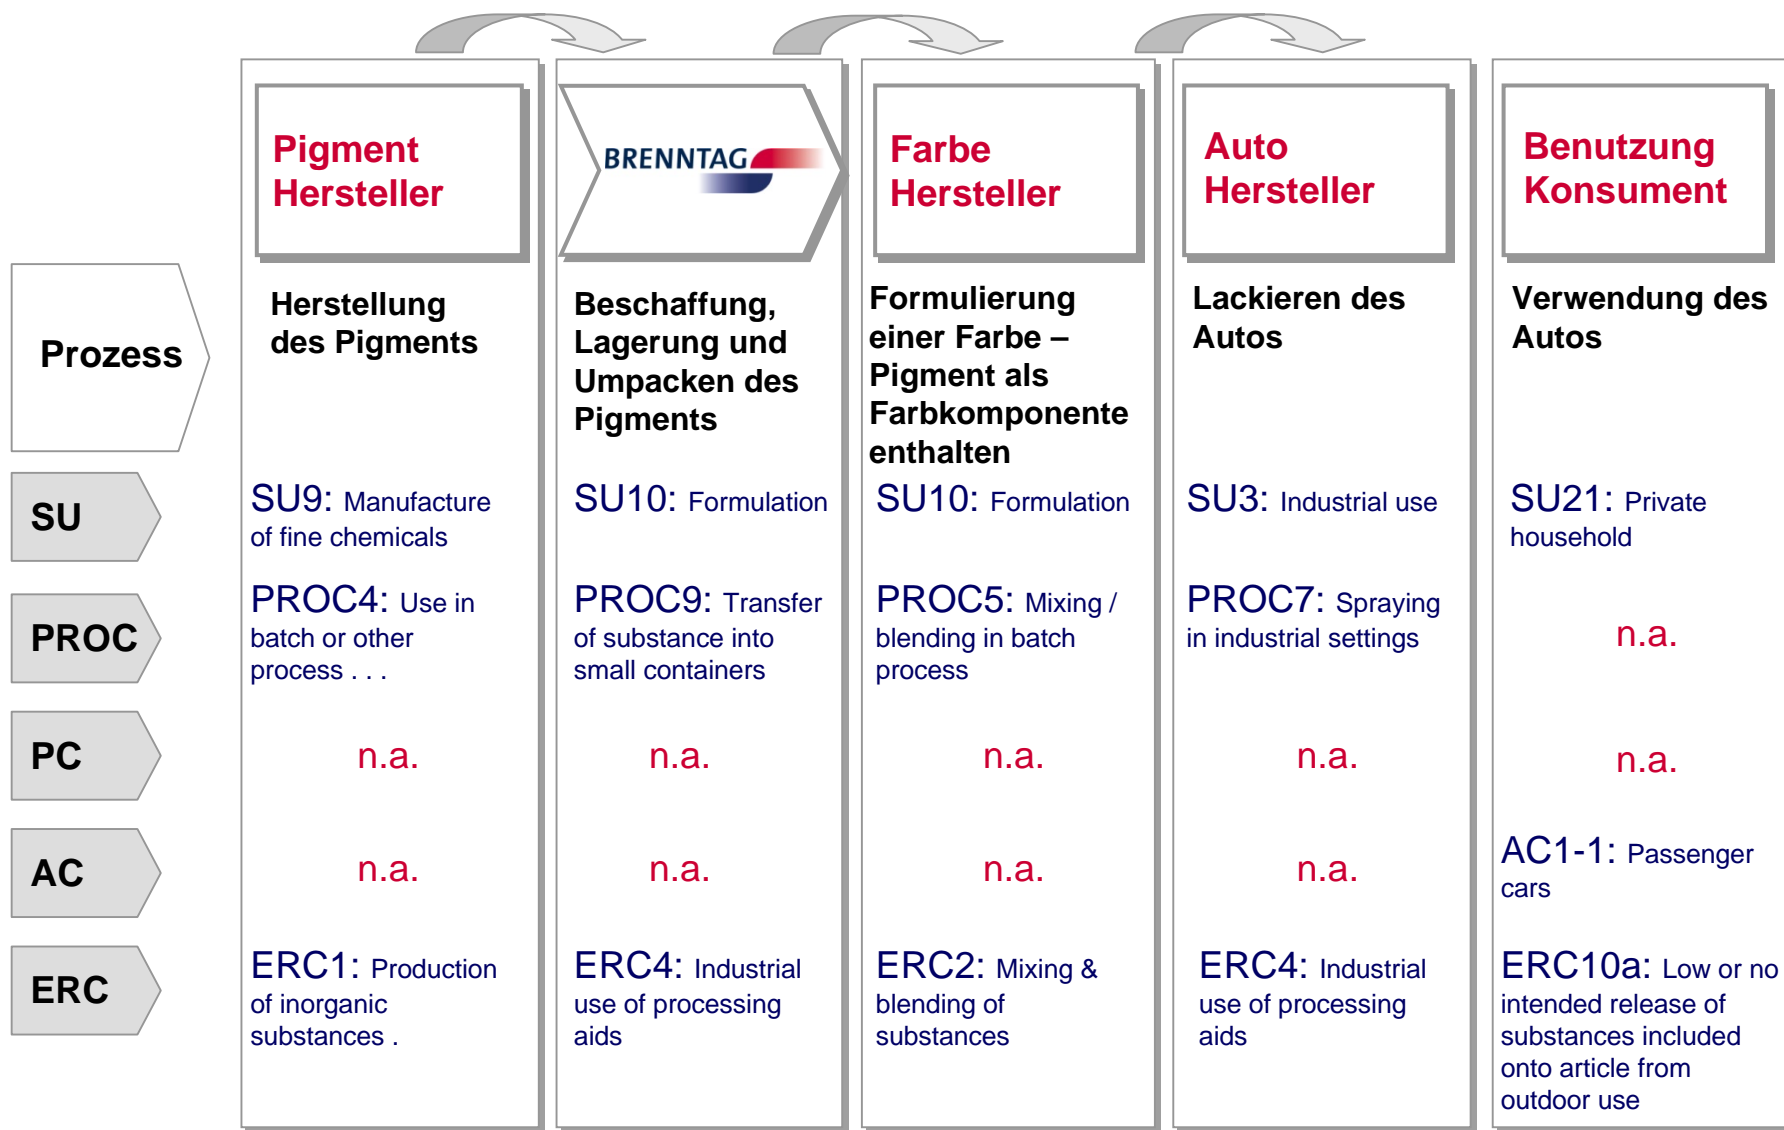 Pigment
Hersteller
BRENNTAG
Farbe
Hersteller
Auto
Hersteller
Benutzung
Konsument
Prozess
Herstellung
des Pigments
Beschaffung,
Lagerung und
Umpacken des
Pigments
Formulierung
einer Farbe –
Pigment als
Farbkomponente
enthalten
Lackieren des
Autos
Verwendung des
Autos
SU
SU9: Manufacture
of fine chemicals
SU10: Formulation
SU10: Formulation
SU3: Industrial use
SU21: Private
household
PROC
PROC4: Use in
batch or other
process . . .
PROC9: Transfer
of substance into
small containers
PROC5: Mixing /
blending in batch
process
PROC7: Spraying
in industrial settings
n.a.
PC
n.a.
n.a.
n.a.
n.a.
n.a.
AC
n.a.
n.a.
n.a.
n.a.
AC1-1: Passenger
cars
ERC
ERC1: Production
of inorganic
substances .
ERC4: Industrial
use of processing
aids
ERC2: Mixing &
blending of
substances
ERC4: Industrial
use of processing
aids
ERC10a: Low or no
intended release of
substances included
onto article from
outdoor use